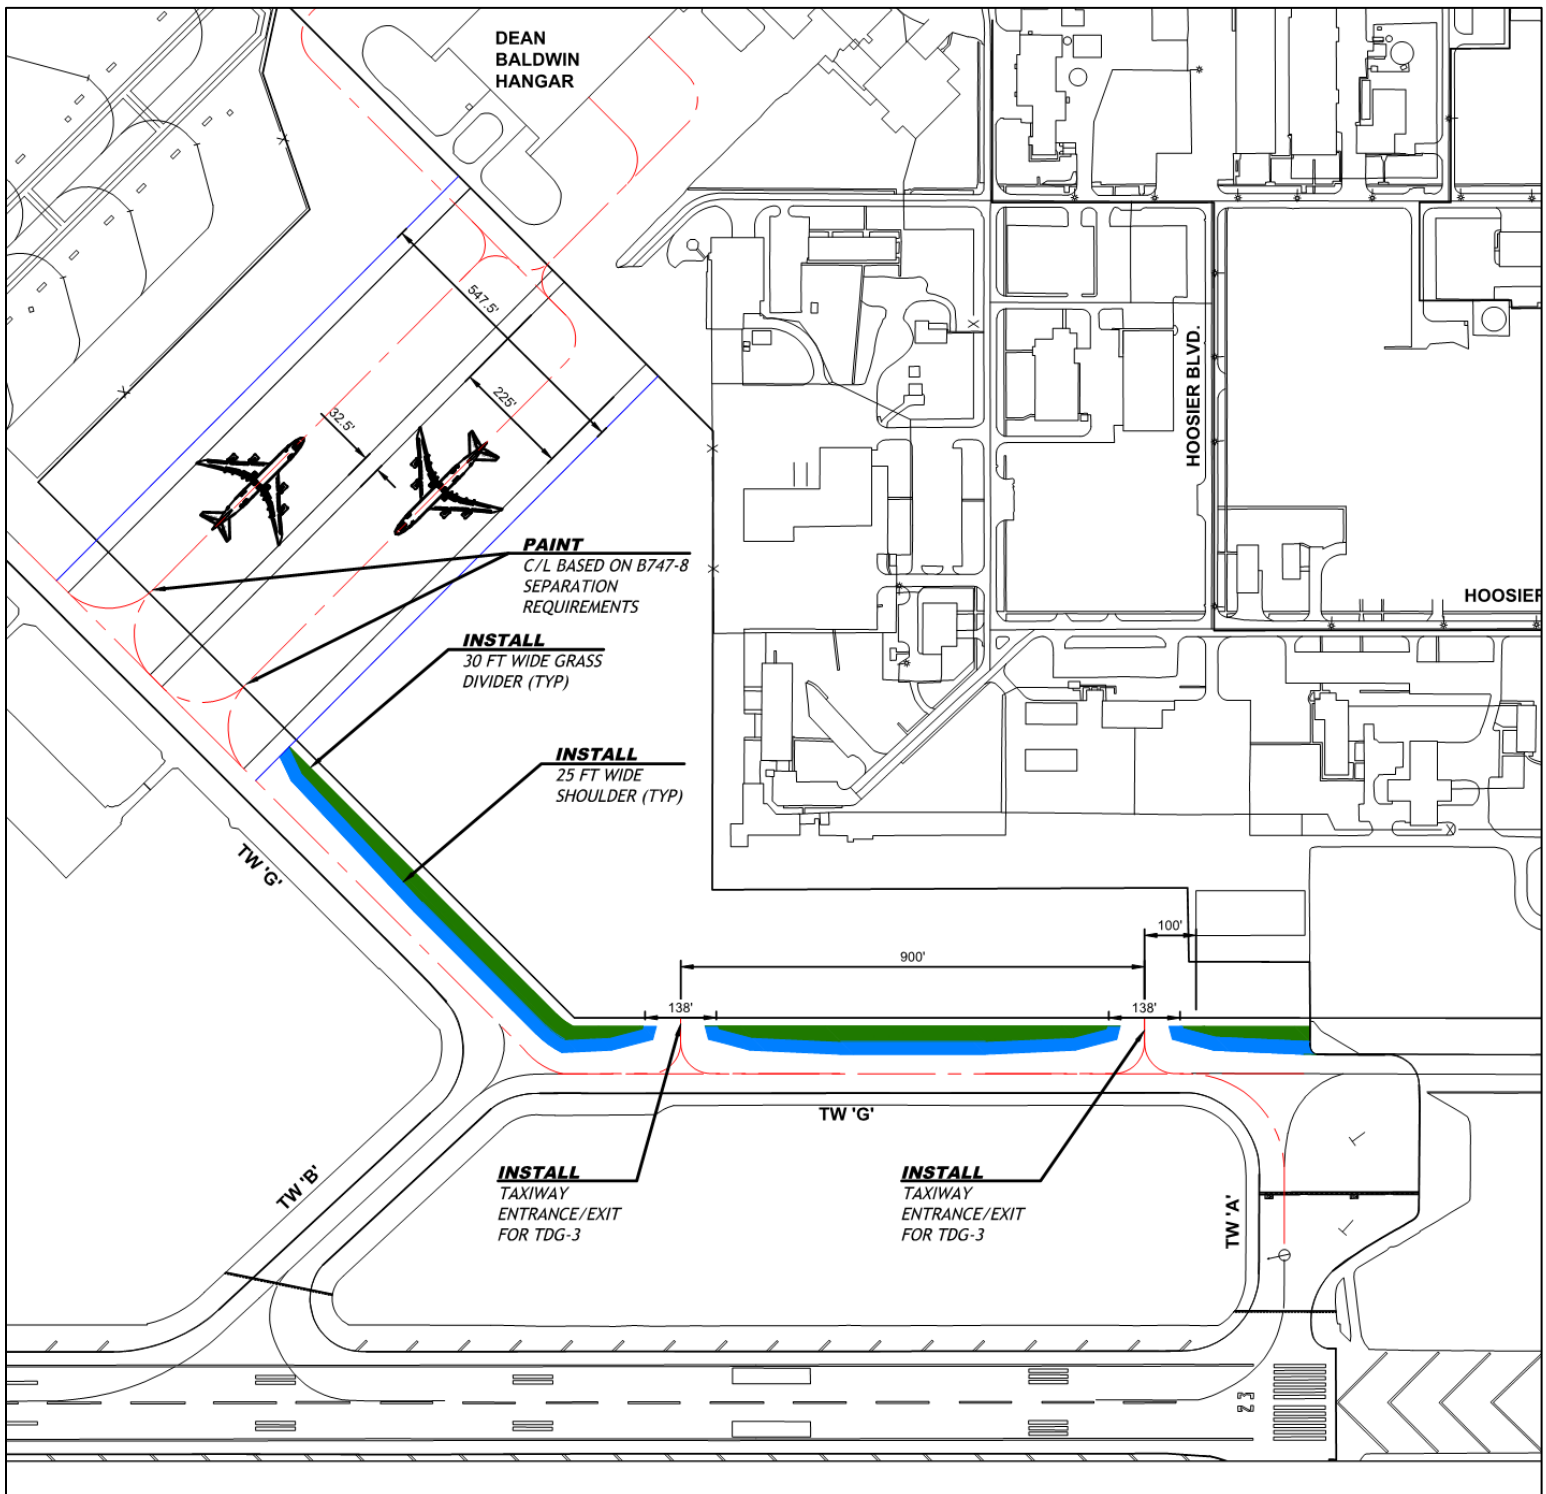 DEAN
BALDWIN
HANGAR
547.5'
225'
32.5'
HOOSIER BLVD.
PAINT
C/L BASED ON B747-8
SEPARATION
REQUIREMENTS
HOOSIER
INSTALL
30 FT WIDE GRASS
DIVIDER (TYP)
INSTALL
25 FT WIDE
SHOULDER (TYP)
TW 'G'
100'
900'
138'
138'
TW 'G'
INSTALL
TAXIWAY
ENTRANCE/EXIT
FOR TDG-3
INSTALL
TAXIWAY
ENTRANCE/EXIT
FOR TDG-3
TW 'B'
TW 'A'
23